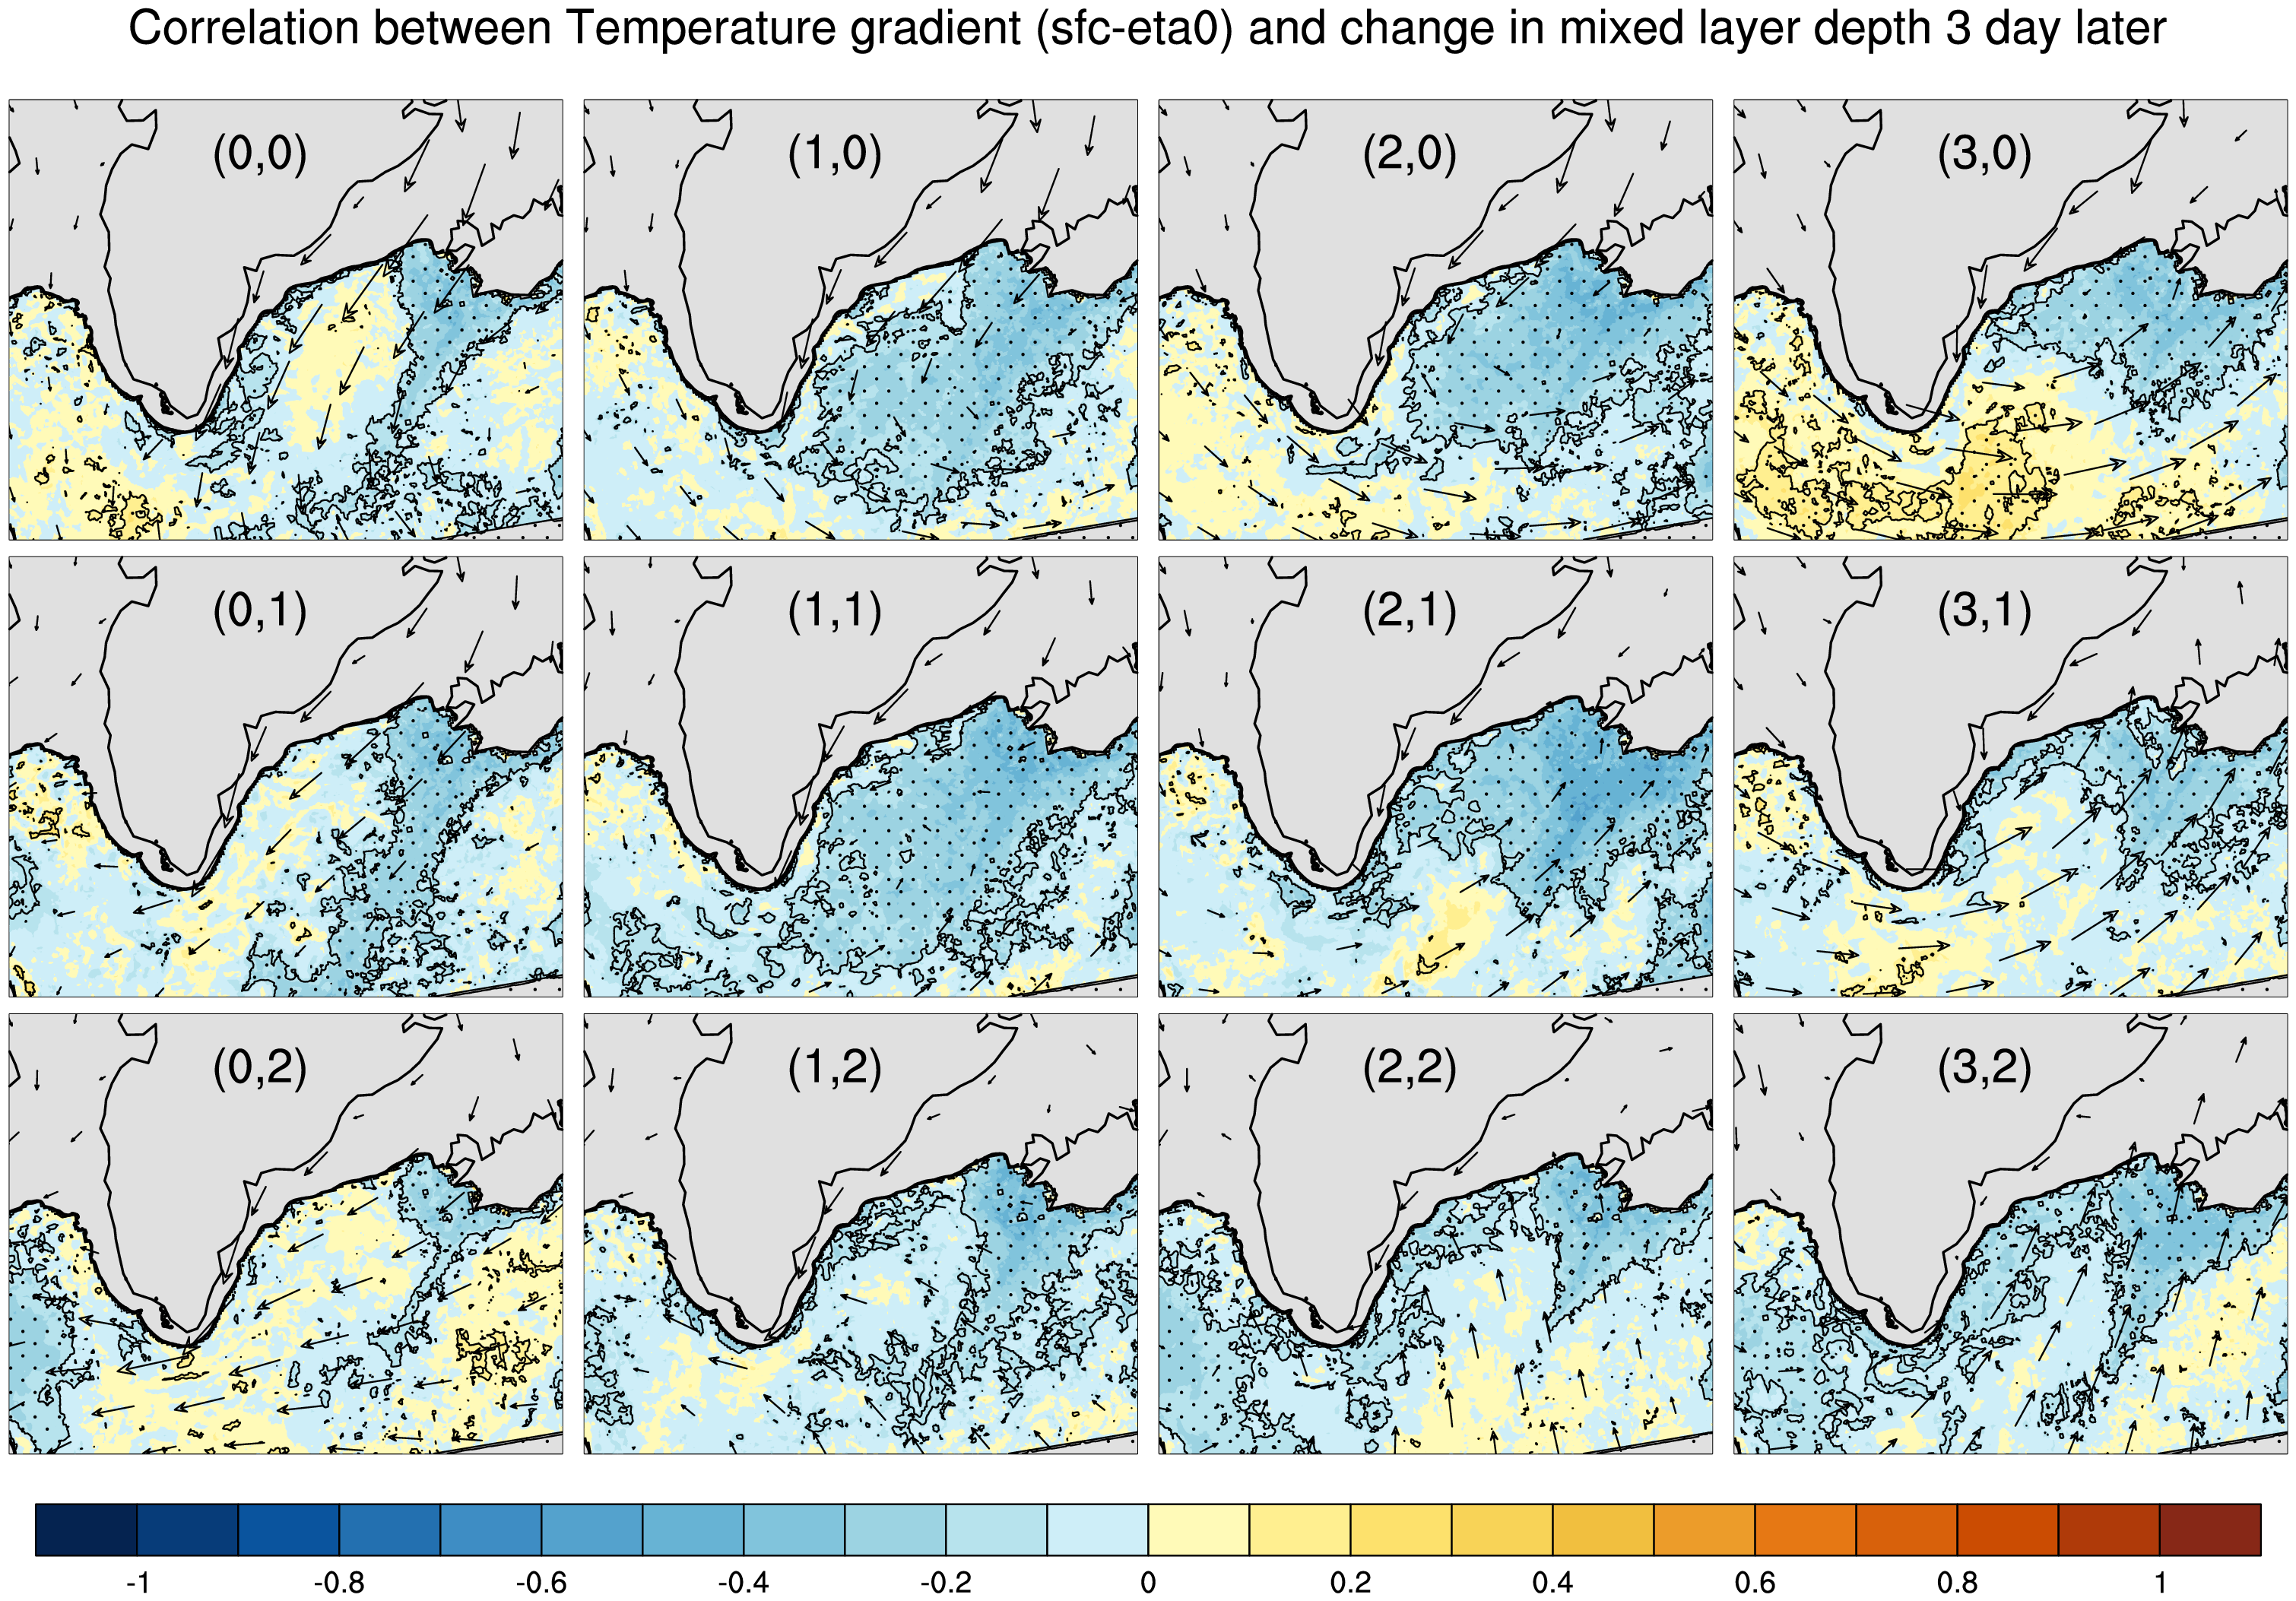 Correlation between Temperature gradient (sfc-eta0) and change in mixed layer depth 3 day later
(0,0) (1,0) (2,0) (3,0)
(0,1) (1,1) (2,1) (3,1)
(0,2) (1,2) (2,2) (3,2)
-1 -0.8 -0.6 -0.4 -0.2 0 0.2 0.4 0.6 0.8 1